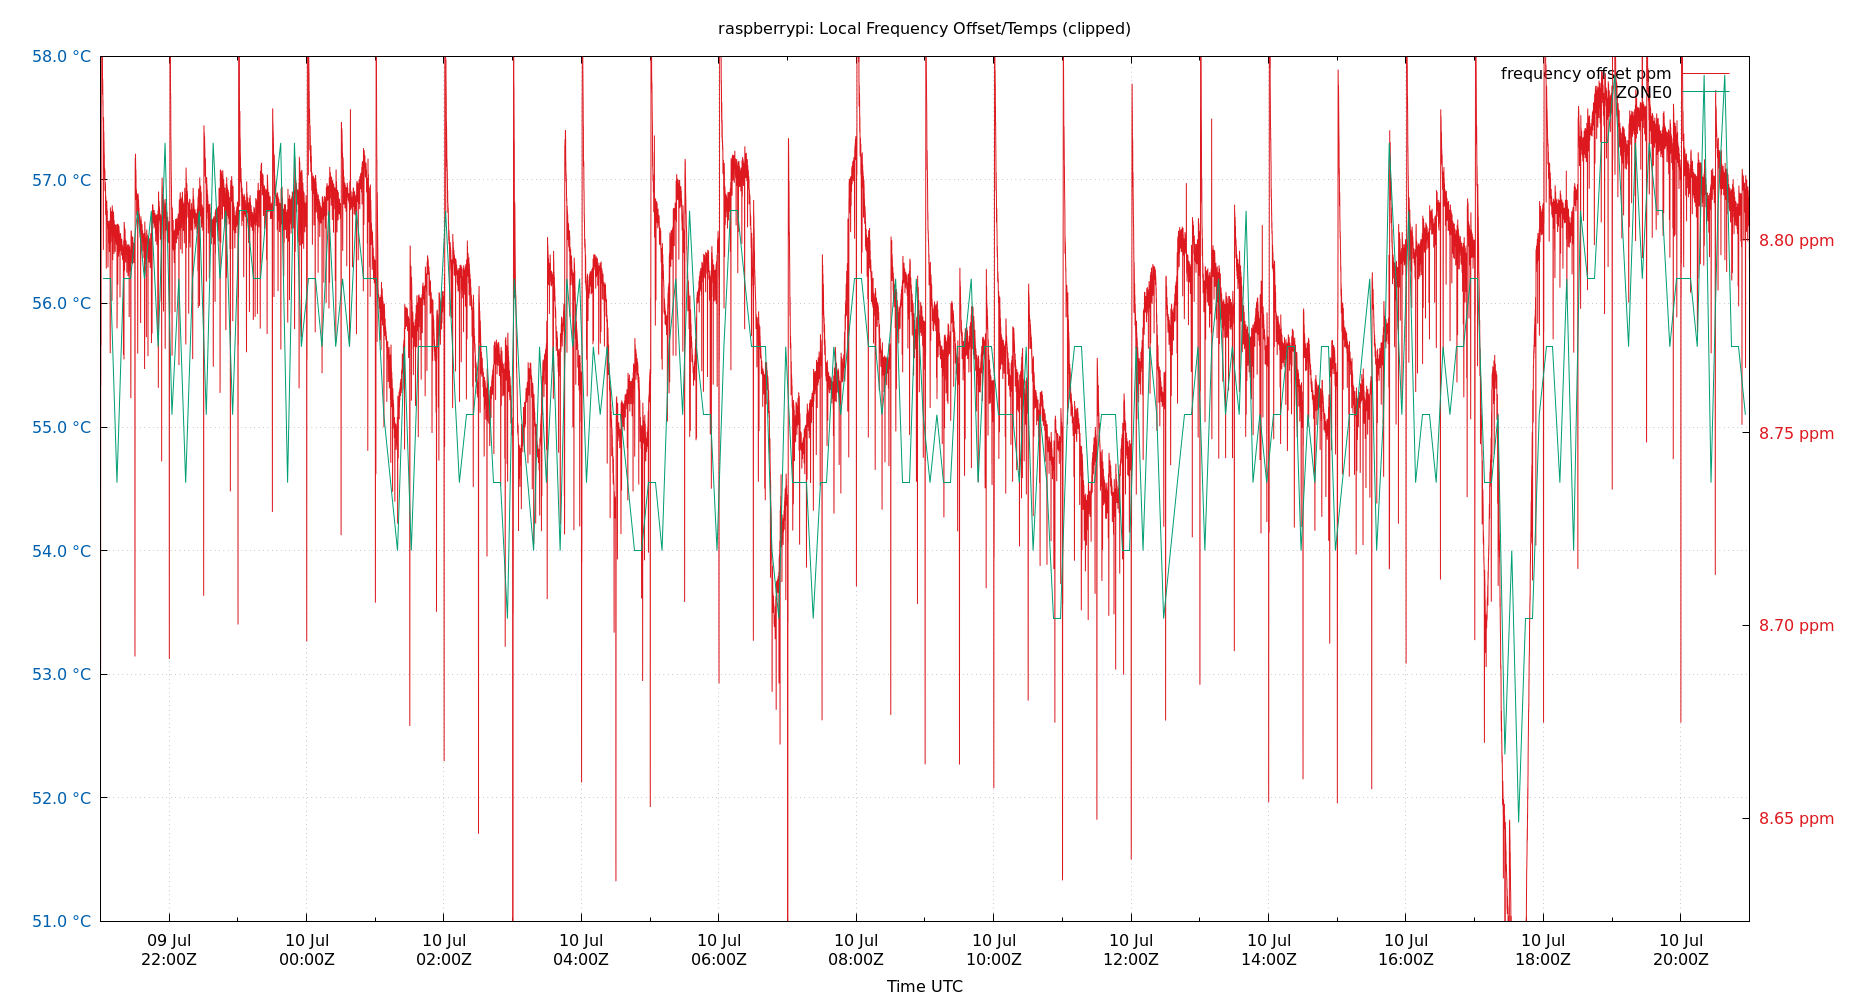 raspberrypi: Local Frequency Offset/Temps (clipped)
frequency offset ppm
ZONE0
58.0 °C
57.0 °C
56.0 °C
55.0 °C
54.0 °C
53.0 °C
52.0 °C
51.0 °C
8.80 ppm
8.75 ppm
8.70 ppm
8.65 ppm
09 Jul 10 Jul 10 Jul 10 Jul 10 Jul 10 Jul 10 Jul 10 Jul 10 Jul 10 Jul 10 Jul 10 Jul
22:00Z 00:00Z 02:00Z 04:00Z 06:00Z 08:00Z 10:00Z 12:00Z 14:00Z 16:00Z 18:00Z 20:00Z
Time UTC